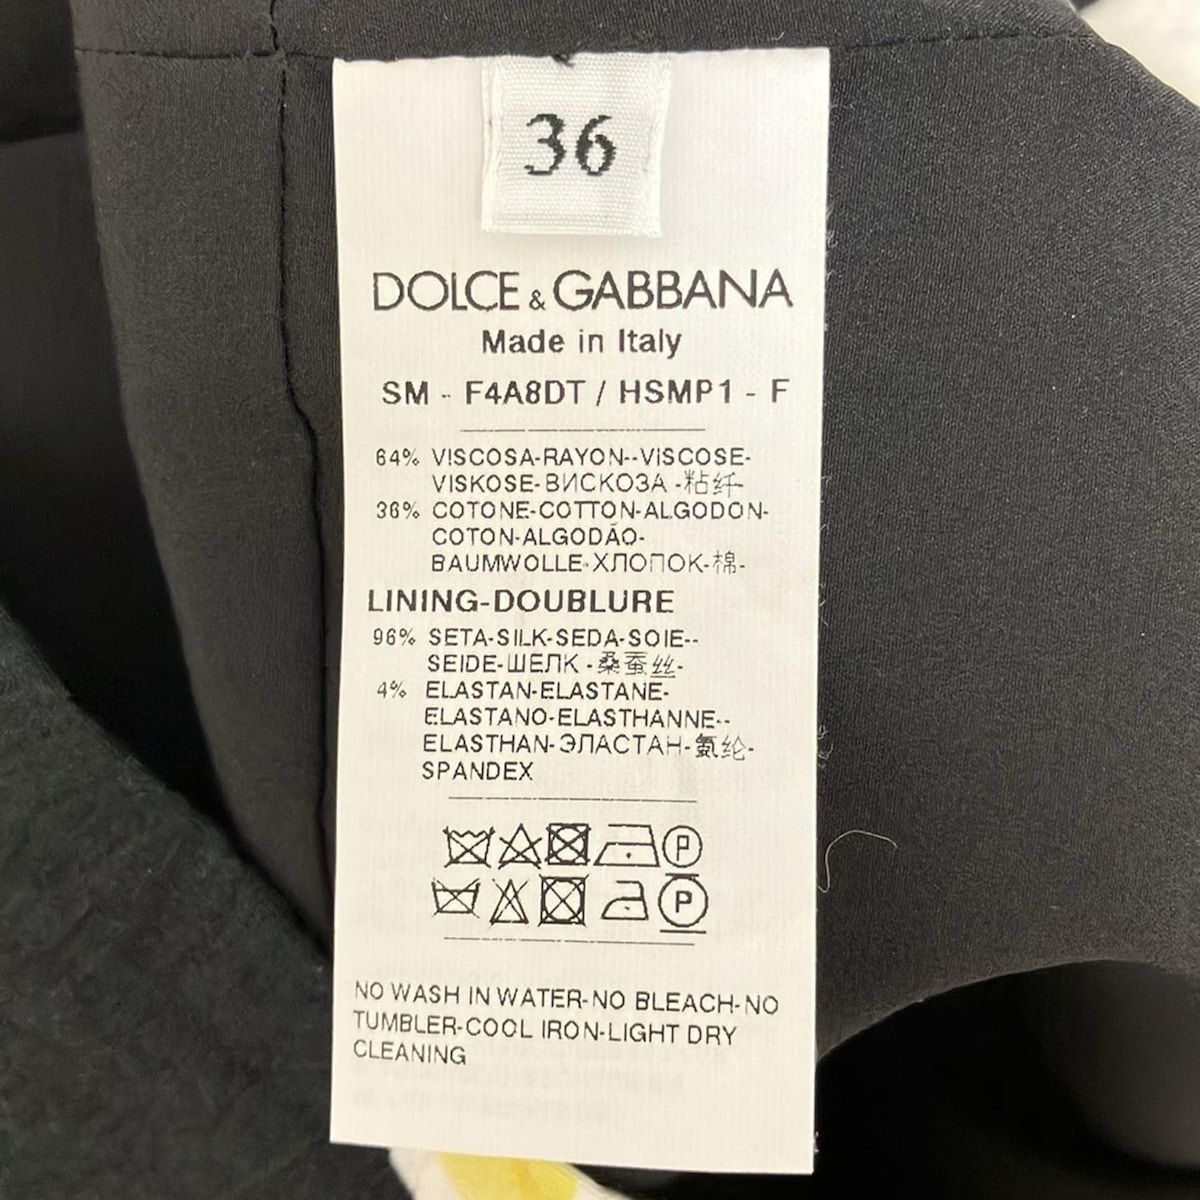 36
DOLCE & GABBANA
Made in Italy
SM - F4A8DT / HSMP1 - F
64% VISCOSA-RAYON--VISCOSE-
VISKOSE-ВИСКОЗА -粘纤-
36% COTONE-COTTON-ALGODON-
COTON-ALGODÃO-
BAUMWOLLE-ХЛОПОК-棉-
LINING-DOUBLURE
96% SETA-SILK-SEDA-SOIE--
SEIDE-ШЕЛК -桑蚕丝-
4% ELASTAN-ELASTANE-
ELASTANO-ELASTHANNE--
ELASTHAN-ЭЛАСТАН-氨纶-
SPANDEX
P
P
NO WASH IN WATER-NO BLEACH-NO
TUMBLER-COOL IRON-LIGHT DRY
CLEANING